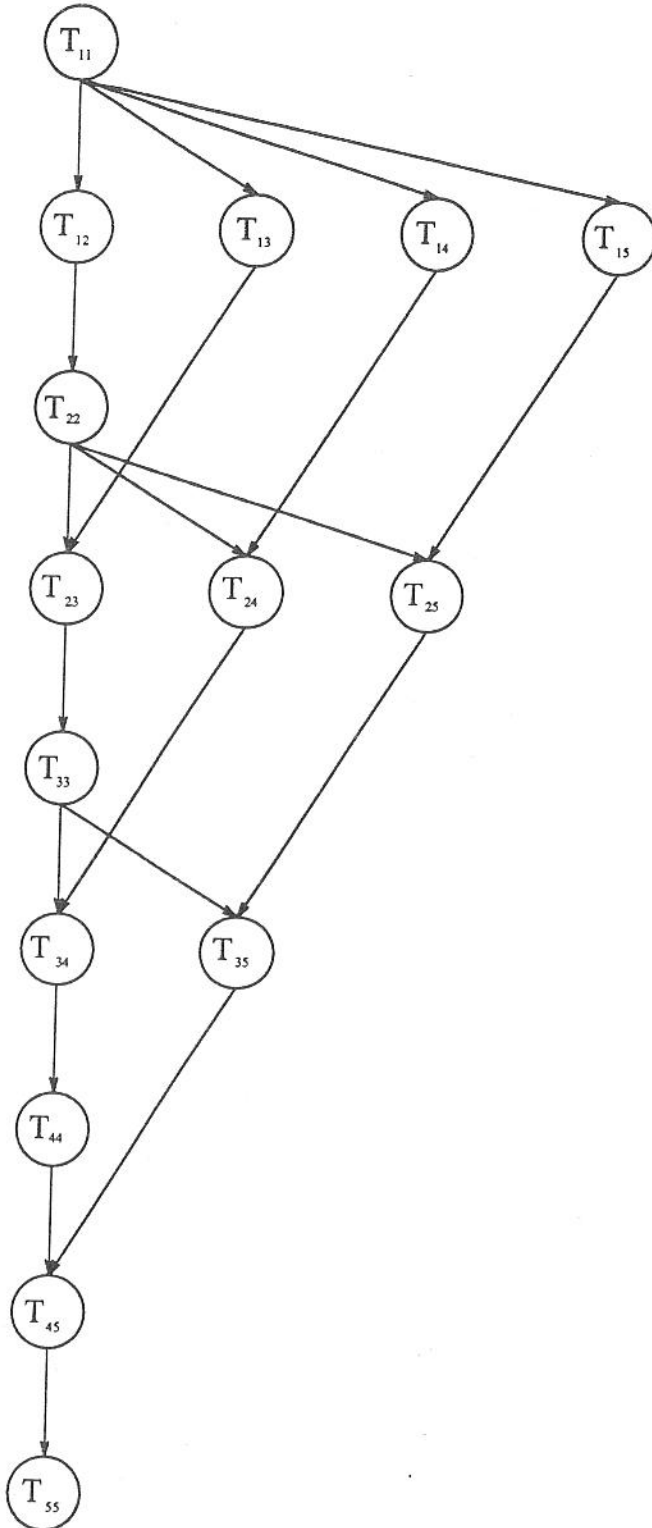 T₁₁
T₁₂ T₁₃ T₁₄ T₁₅
T₂₂
T₂₃ T₂₄ T₂₅
T₃₃
T₃₄ T₃₅
T₄₄
T₄₅
T₅₅